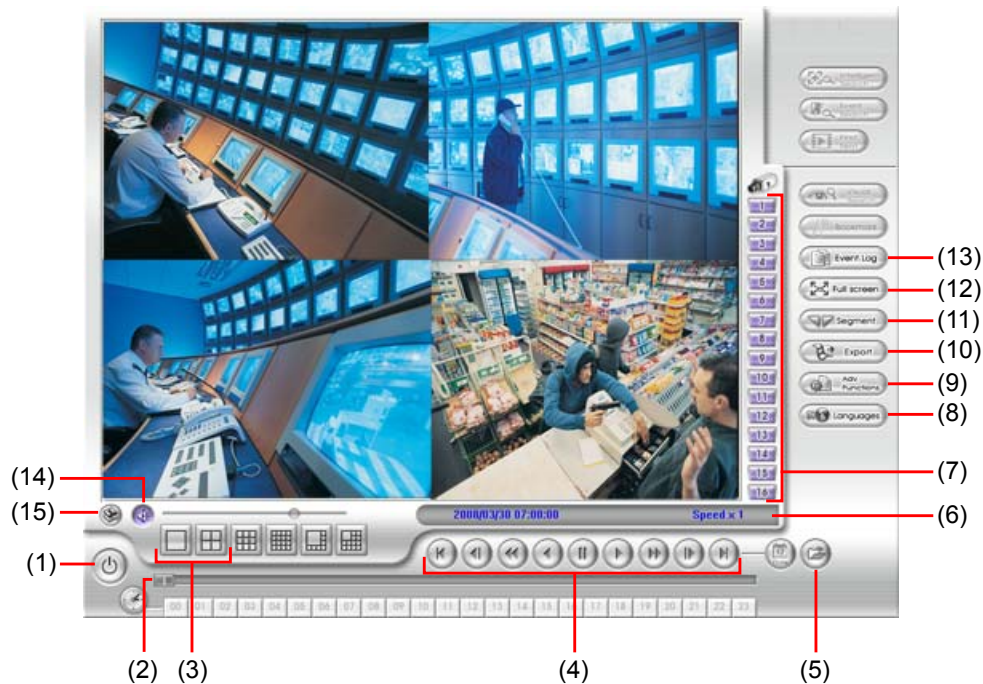 1
1
2
3
4
5
6
7
8
9
10
11
12
13
14
15
16
Bookmark
Event Log
Full screen
Segment
Export
Adv
Functions
Languages
(13)
(12)
(11)
(10)
(9)
(8)
(7)
(6)
(14)
(15)
2008/03/30 07:00:00 Speed x 1
(1)
00 01 02 03 04 05 06 07 08 09 10 11 12 13 14 15 16 17 18 19 20 21 22 23
(2) (3) (4) (5)